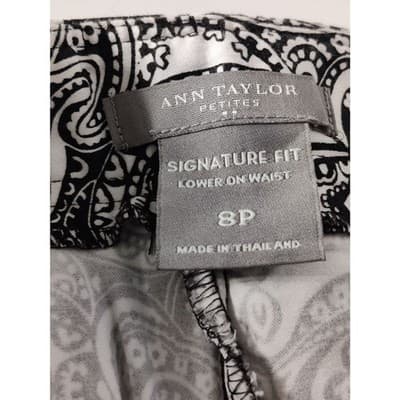 ANN TAYLOR
PETITES
SIGNATURE FIT
LOWER ON WAIST
8P
MADE IN THAILAND